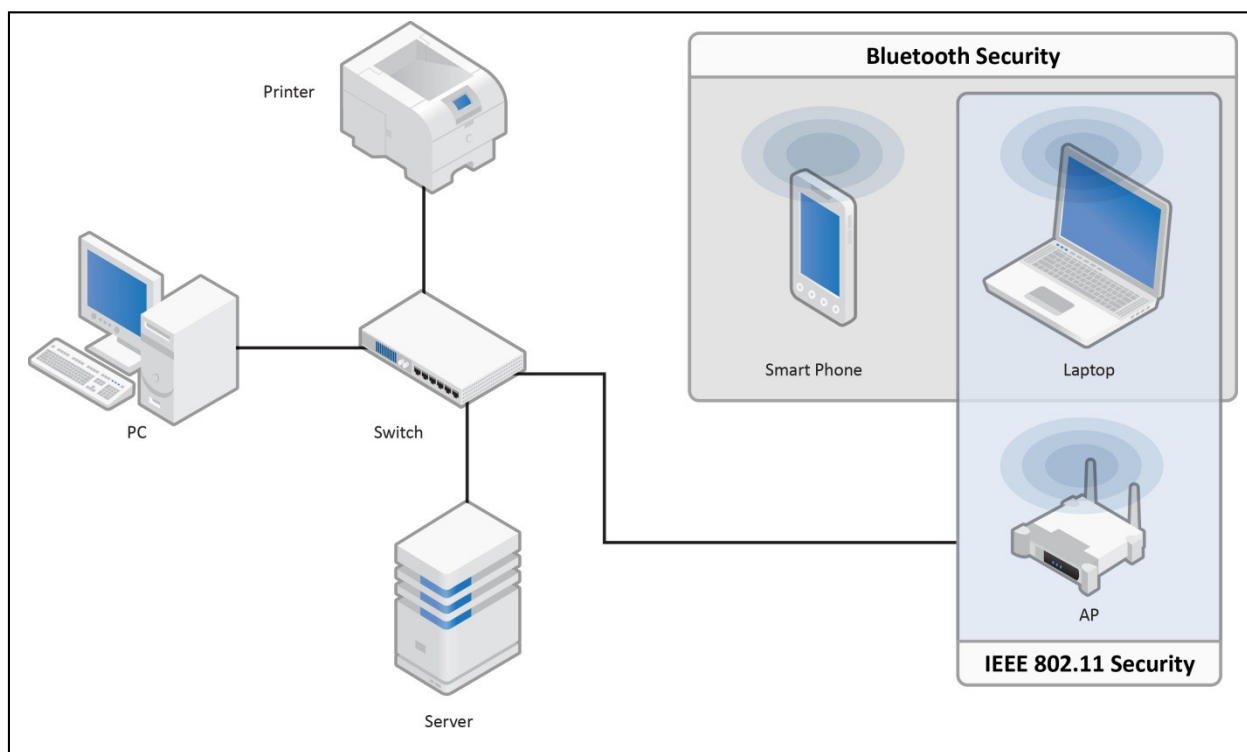 Printer
Bluetooth Security
Smart Phone
Laptop
PC
Switch
AP
IEEE 802.11 Security
Server